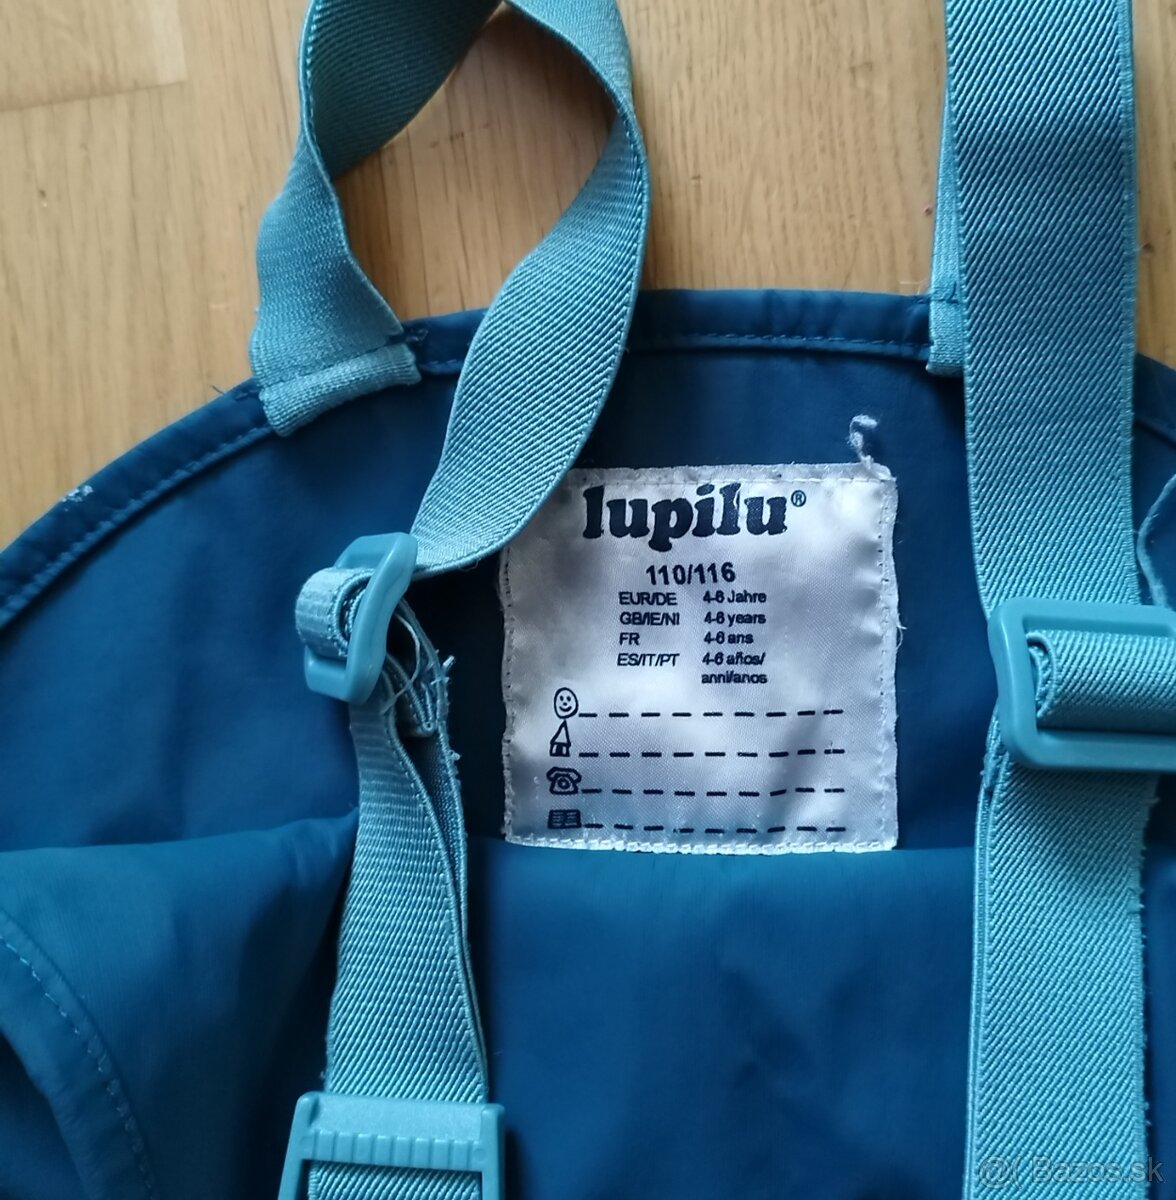 lupilu®
110/116
EUR/DE 4-6 Jahre
GB/IE/NI 4-6 years
FR 4-6 ans
ES/IT/PT 4-6 años/
anni/anos
Bazos.sk